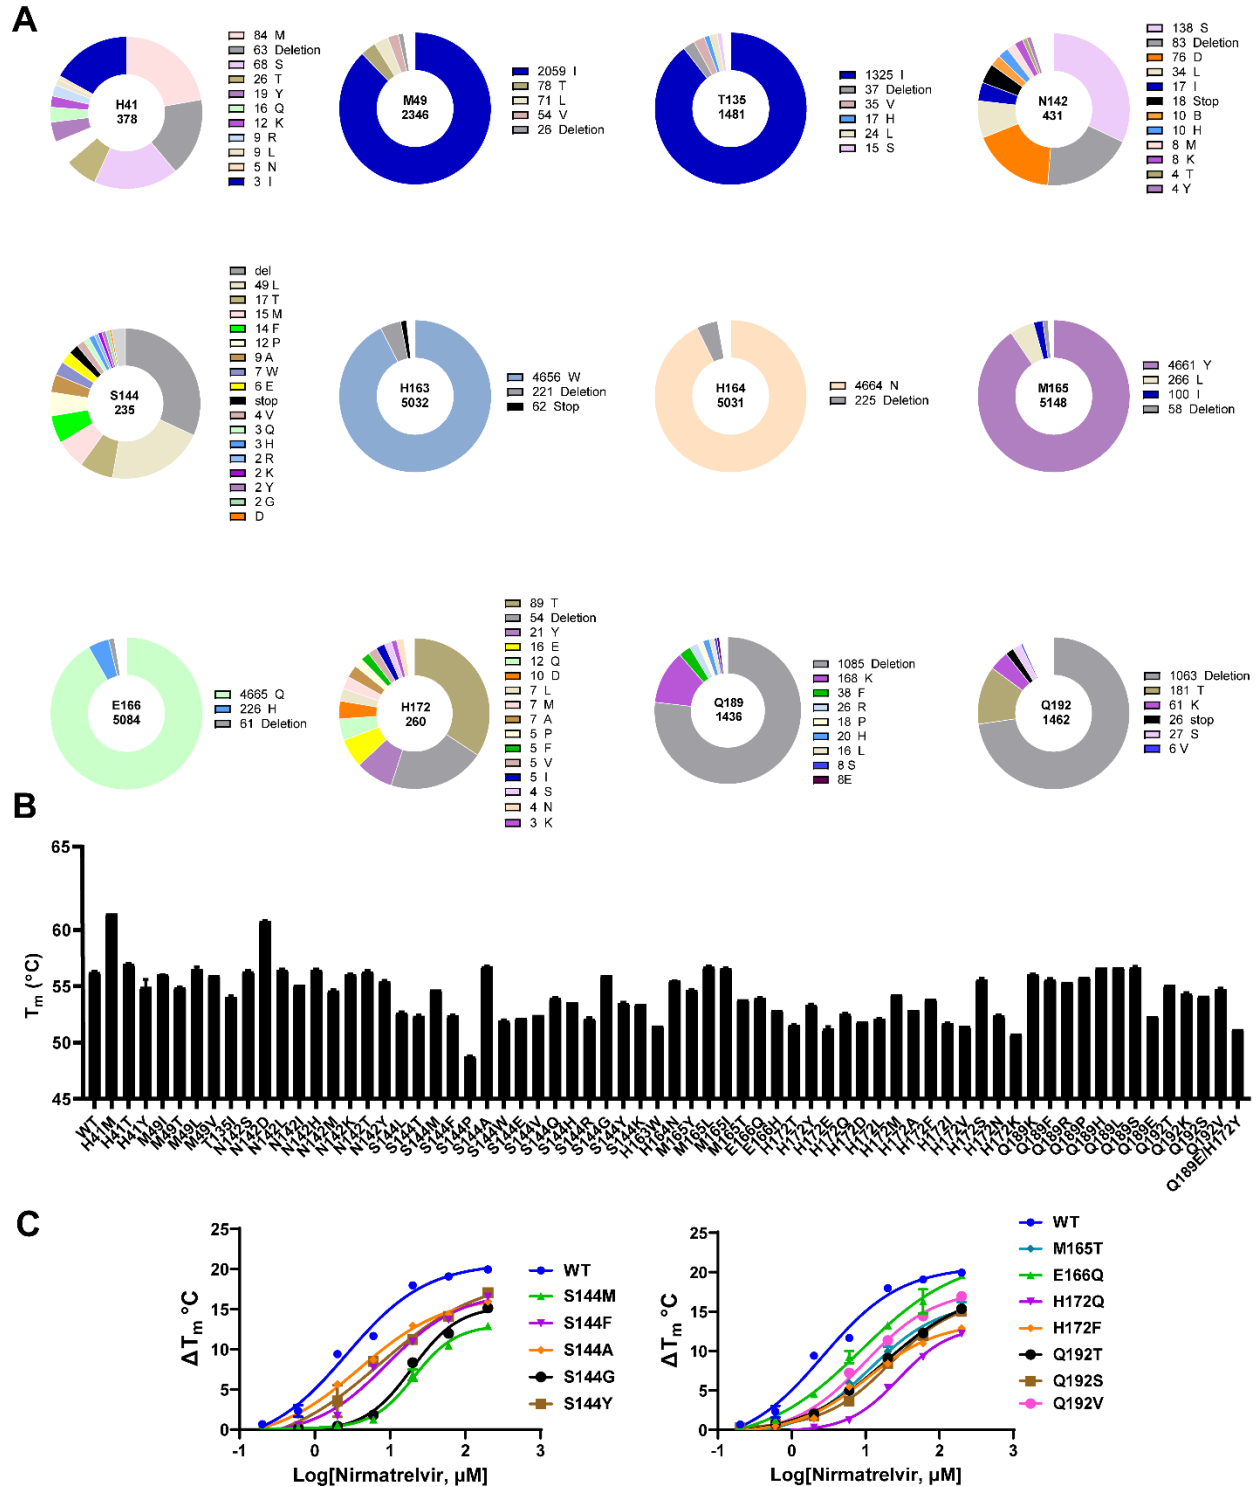 A
H41
378
84 M
63 Deletion
68 S
26 T
19 Y
16 Q
12 K
9 R
9 L
5 N
3 I
M49
2346
2059 I
78 T
71 L
54 V
26 Deletion
T135
1481
1325 I
37 Deletion
35 V
17 H
24 L
15 S
N142
431
138 S
83 Deletion
76 D
34 L
17 I
18 Stop
10 B
10 H
8 M
8 K
4 T
4 Y
S144
235
del
49 L
17 T
15 M
14 F
12 P
9 A
7 W
6 E
stop
4 V
3 Q
3 H
2 R
2 K
2 Y
2 G
D
H163
5032
4656 W
221 Deletion
62 Stop
H164
5031
4664 N
225 Deletion
M165
5148
4661 Y
266 L
100 I
58 Deletion
E166
5084
4665 Q
226 H
61 Deletion
H172
260
89 T
54 Deletion
21 Y
16 E
12 Q
10 D
7 L
7 M
7 A
5 P
5 F
5 V
5 I
4 S
4 N
3 K
Q189
1436
1085 Deletion
168 K
38 F
26 R
18 P
20 H
16 L
8 S
8E
Q192
1462
1063 Deletion
181 T
61 K
26 stop
27 S
6 V
B
Tm (°C)
65
60
55
50
45
WT
H41M
H41T
H41Y
M49I
M49T
M49L
M49V
T135I
N142S
N142D
N142L
N142I
N142H
N142M
N142K
N142T
N142Y
S144L
S144T
S144M
S144F
S144P
S144A
S144W
S144E
S144V
S144Q
S144H
S144R
S144G
S144Y
S144K
H163W
H164N
M165Y
M165L
M165I
M165T
E166Q
E166H
H172T
H172Y
H172E
H172Q
H172D
H172L
H172M
H172A
H172F
H172I
H172V
H172S
H172N
H172K
Q189K
Q189F
Q189R
Q189P
Q189H
Q189L
Q189S
Q189E
Q192T
Q192K
Q192S
Q192V
Q189E/H172Y
C
ΔTm °C
25
20
15
10
5
0
-1
0
1
2
3
Log[Nirmatrelvir, µM]
WT
S144M
S144F
S144A
S144G
S144Y
ΔTm °C
25
20
15
10
5
0
-1
0
1
2
3
Log[Nirmatrelvir, µM]
WT
M165T
E166Q
H172Q
H172F
Q192T
Q192S
Q192V